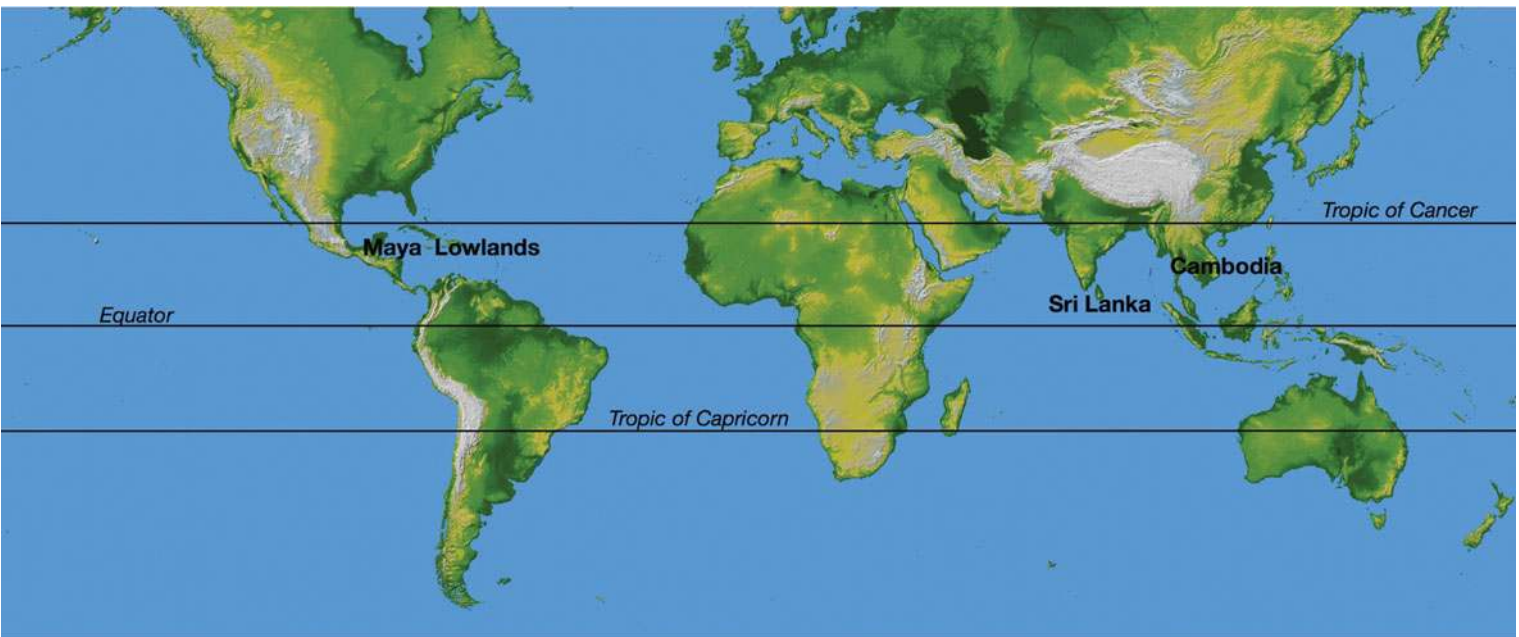 Tropic of Cancer
Maya Lowlands
Cambodia
Sri Lanka
Equator
Tropic of Capricorn